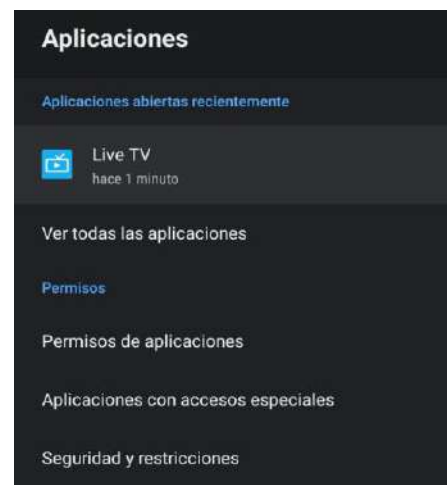 Aplicaciones
Aplicaciones abiertas recientemente
Live TV
hace 1 minuto
Ver todas las aplicaciones
Permisos
Permisos de aplicaciones
Aplicaciones con accesos especiales
Seguridad y restricciones